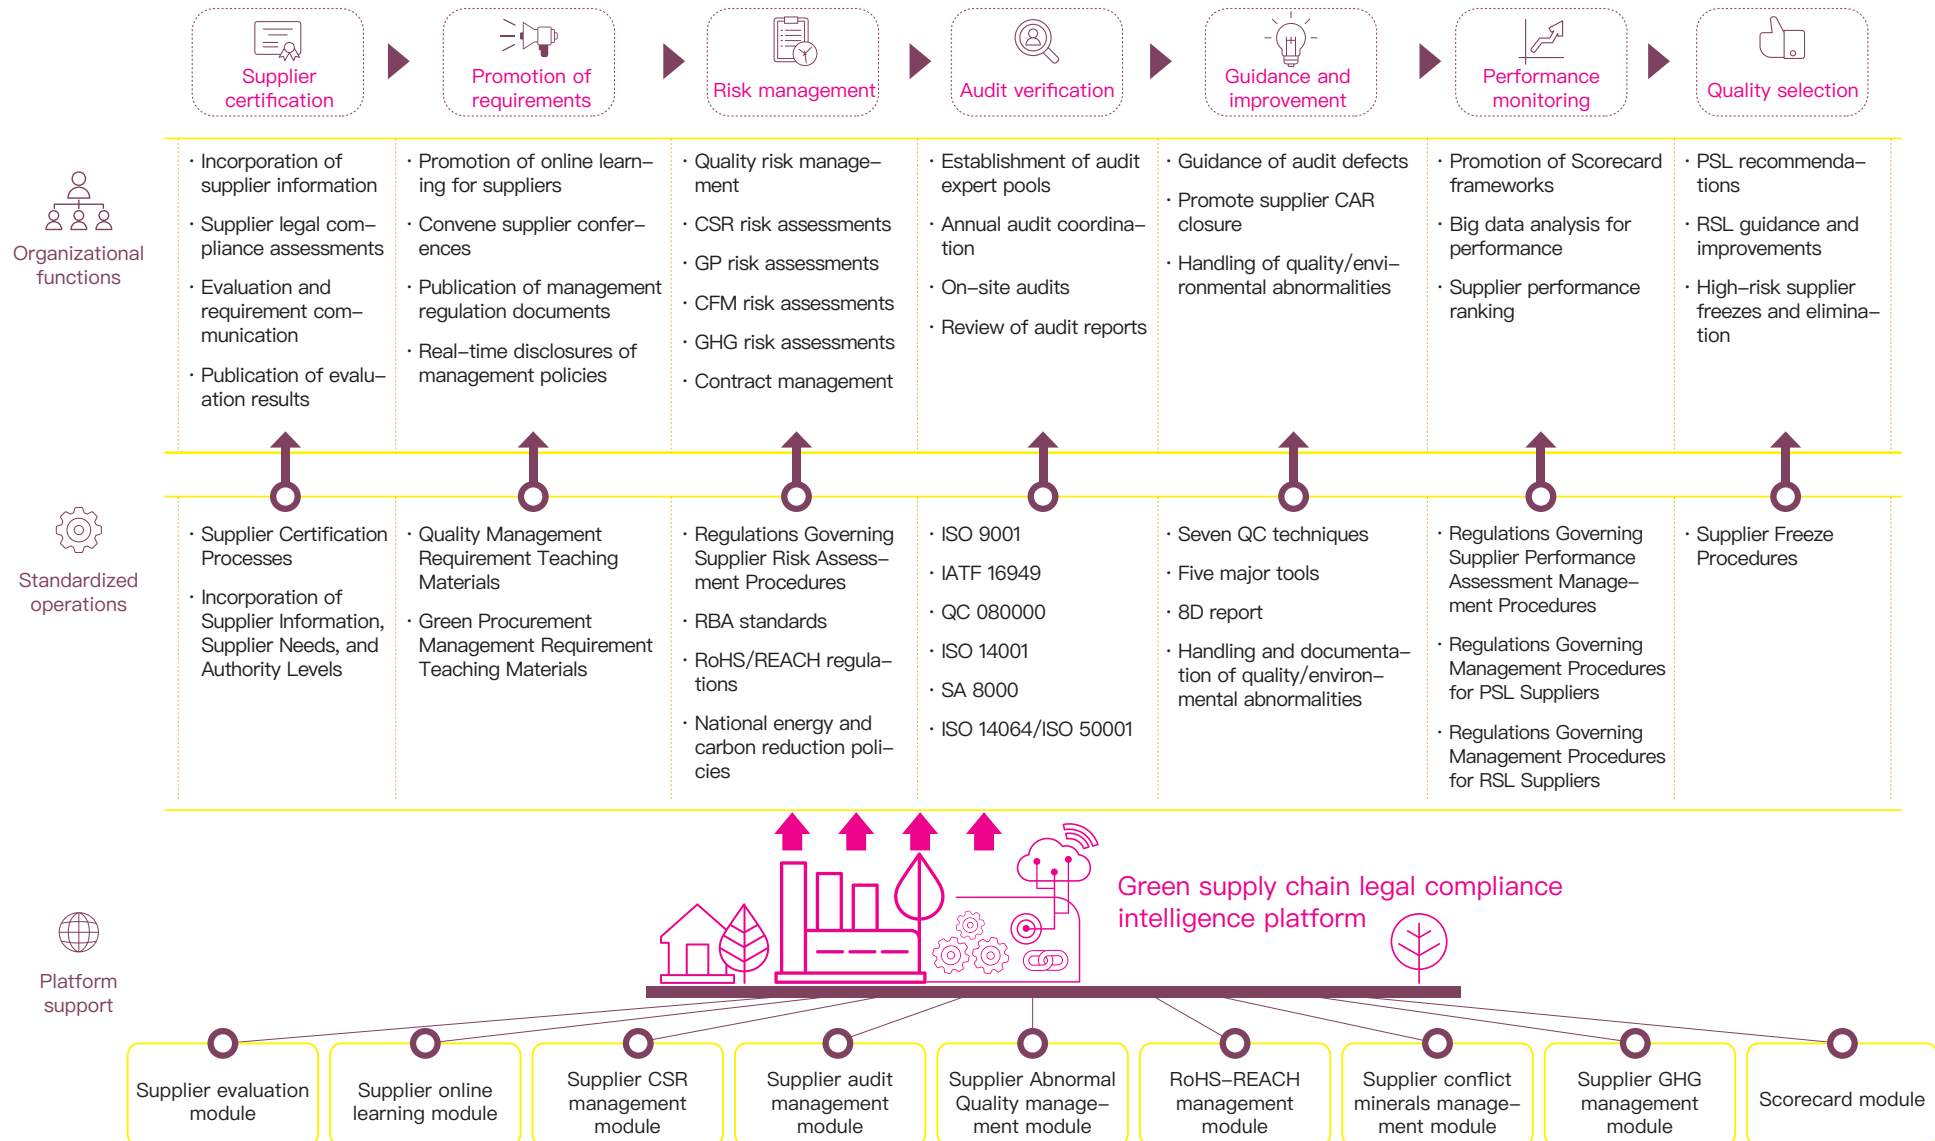 Supplier
certification
Promotion of
requirements
Risk management
Audit verification
Guidance and
improvement
Performance
monitoring
Quality selection
Organizational
functions
· Incorporation of
supplier information
· Supplier legal com–
pliance assessments
· Evaluation and
requirement com–
munication
· Publication of evalu–
ation results
· Promotion of online learn–
ing for suppliers
· Convene supplier confer–
ences
· Publication of management
regulation documents
· Real–time disclosures of
management policies
· Quality risk manage–
ment
· CSR risk assessments
· GP risk assessments
· CFM risk assessments
· GHG risk assessments
· Contract management
· Establishment of audit
expert pools
· Annual audit coordina–
tion
· On–site audits
· Review of audit reports
· Guidance of audit defects
· Promote supplier CAR
closure
· Handling of quality/envi–
ronmental abnormalities
· Promotion of Scorecard
frameworks
· Big data analysis for
performance
· Supplier performance
ranking
· PSL recommenda–
tions
· RSL guidance and
improvements
· High–risk supplier
freezes and elimina–
tion
Standardized
operations
· Supplier Certification
Processes
· Incorporation of
Supplier Information,
Supplier Needs, and
Authority Levels
· Quality Management
Requirement Teaching
Materials
· Green Procurement
Management Requirement
Teaching Materials
· Regulations Governing
Supplier Risk Assess–
ment Procedures
· RBA standards
· RoHS/REACH regula–
tions
· National energy and
carbon reduction poli–
cies
· ISO 9001
· IATF 16949
· QC 080000
· ISO 14001
· SA 8000
· ISO 14064/ISO 50001
· Seven QC techniques
· Five major tools
· 8D report
· Handling and documenta–
tion of quality/environ–
mental abnormalities
· Regulations Governing
Supplier Performance
Assessment Manage–
ment Procedures
· Regulations Governing
Management Procedures
for PSL Suppliers
· Regulations Governing
Management Procedures
for RSL Suppliers
· Supplier Freeze
Procedures
Platform
support
Green supply chain legal compliance
intelligence platform
Supplier evaluation
module
Supplier online
learning module
Supplier CSR
management
module
Supplier audit
management
module
Supplier Abnormal
Quality manage–
ment module
RoHS–REACH
management
module
Supplier conflict
minerals manage–
ment module
Supplier GHG
management
module
Scorecard module